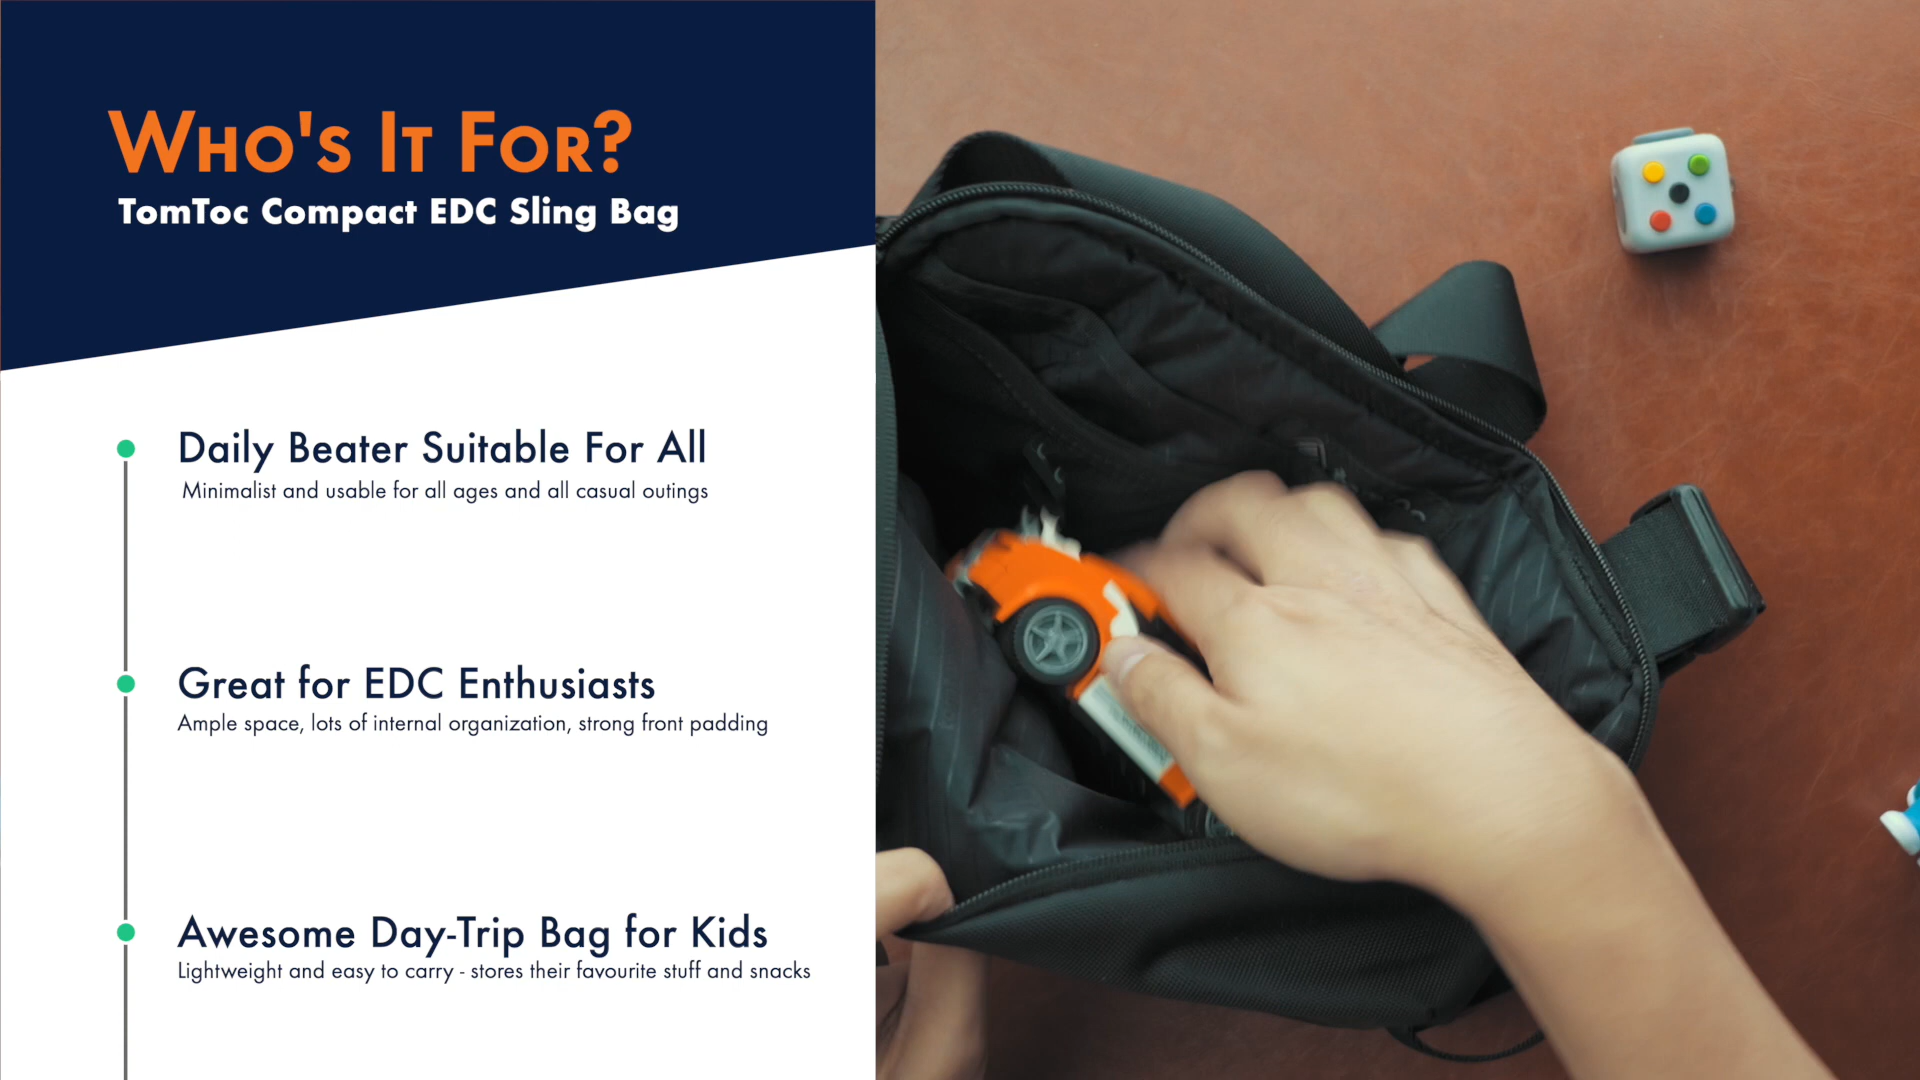 Who's It For?
TomToc Compact EDC Sling Bag
Daily Beater Suitable For All
Minimalist and usable for all ages and all casual outings
Great for EDC Enthusiasts
Ample space, lots of internal organization, strong front padding
Awesome Day-Trip Bag for Kids
Lightweight and easy to carry - stores their favourite stuff and snacks